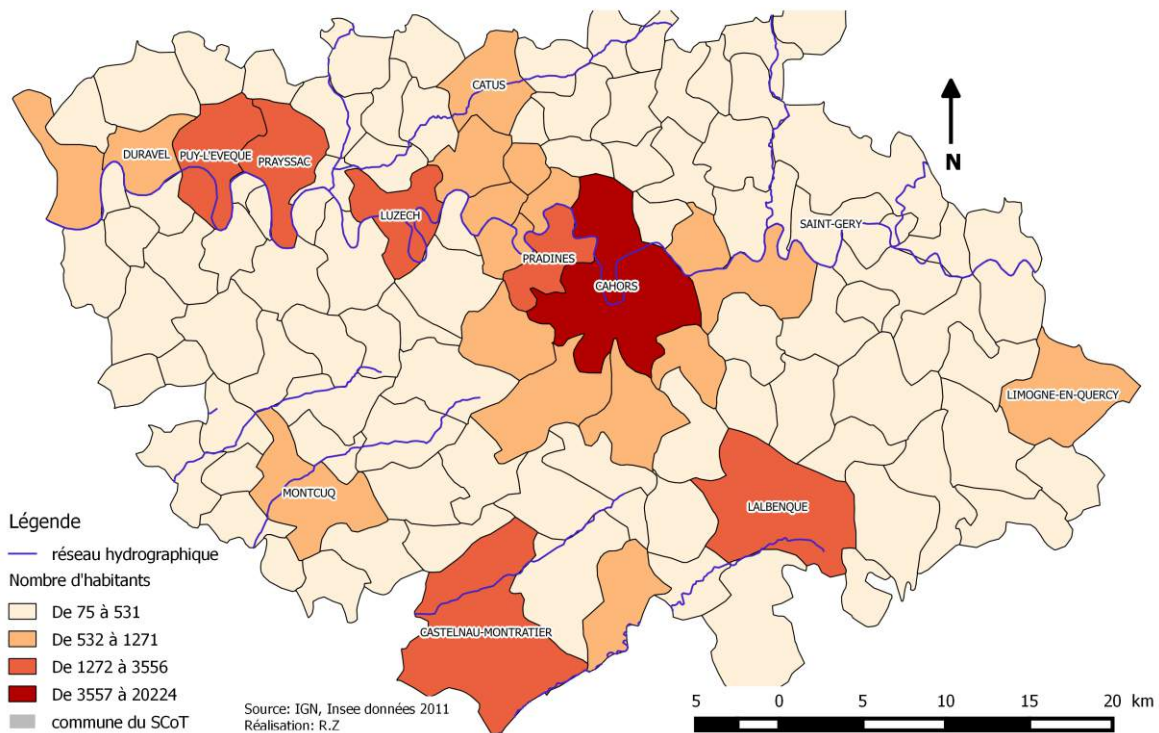 CATUS
DURAVEL
PUY-L'EVEQUE
PRAYSSAC
LUZECH
PRADINES
CAHORS
SAINT-GERY
N
LIMOGNE-EN-QUERCY
MONTCUQ
LALBENQUE
CASTELNAU-MONTRATIER
Légende
réseau hydrographique
Nombre d'habitants
De 75 à 531
De 532 à 1271
De 1272 à 3556
De 3557 à 20224
commune du SCoT
Source: IGN, Insee données 2011
Réalisation: R.Z
5 0 5 10 15 20 km